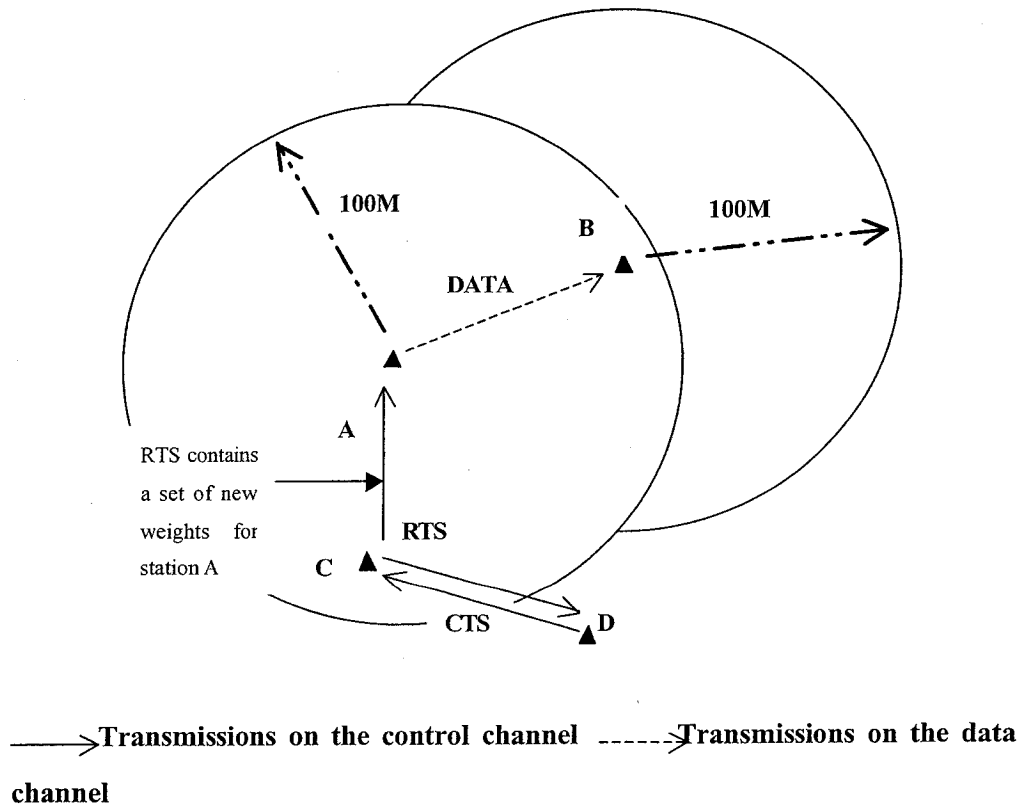 100M
100M
B
DATA
A
RTS contains
a set of new
weights for
station A
RTS
C
CTS
D
Transmissions on the control channel Transmissions on the data
channel